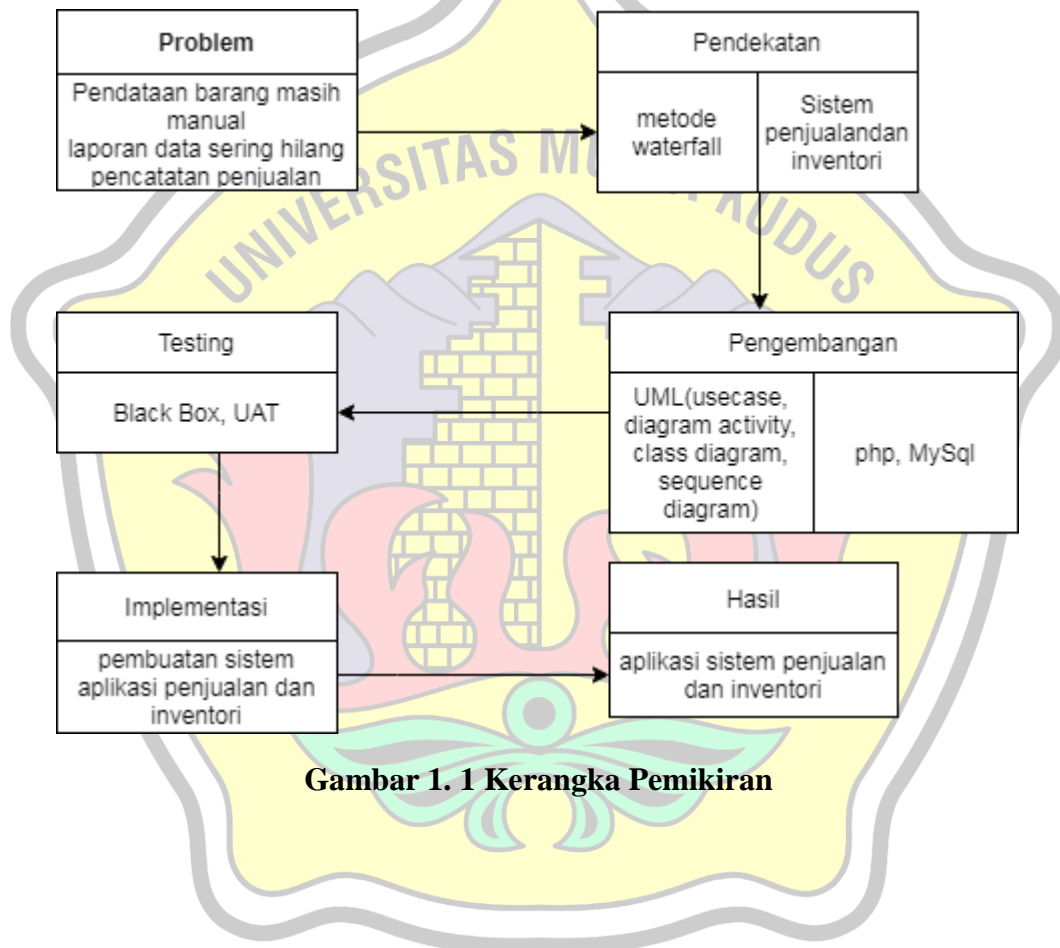 Problem
Pendataan barang masih
manual
laporan data sering hilang
pencatatan penjualan
Pendekatan
metode
waterfall
Sistem
penjualandan
inventori
UNIVERSITAS KUDUS
Pengembangan
UML(usecase,
diagram activity,
class diagram,
sequence
diagram)
php, MySql
Testing
Black Box, UAT
Implementasi
pembuatan sistem
aplikasi penjualan dan
inventori
Hasil
aplikasi sistem penjualan
dan inventori
Gambar 1. 1 Kerangka Pemikiran